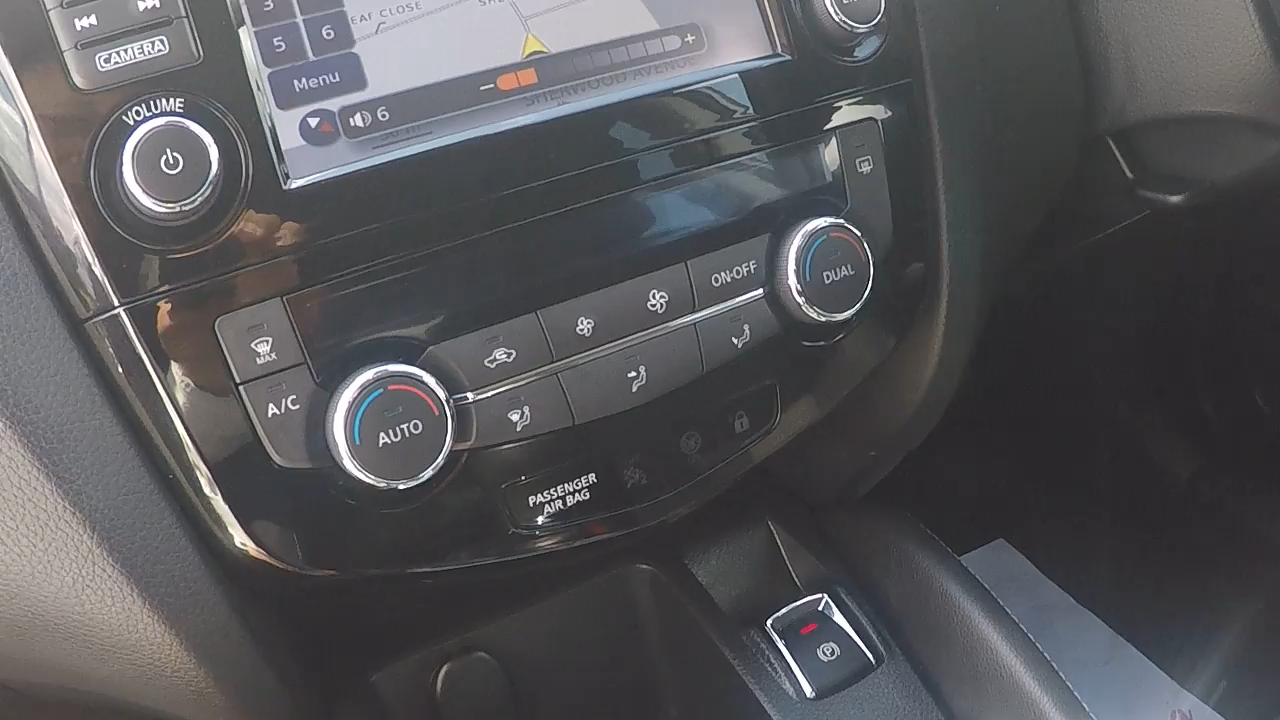 3
5 6
Menu
EAF CLOSE
SHE
SHERWOOD AVENUE
− +
6
CAMERA
VOLUME
MAX
A/C
AUTO
ON·OFF
DUAL
PASSENGER
AIR BAG
P